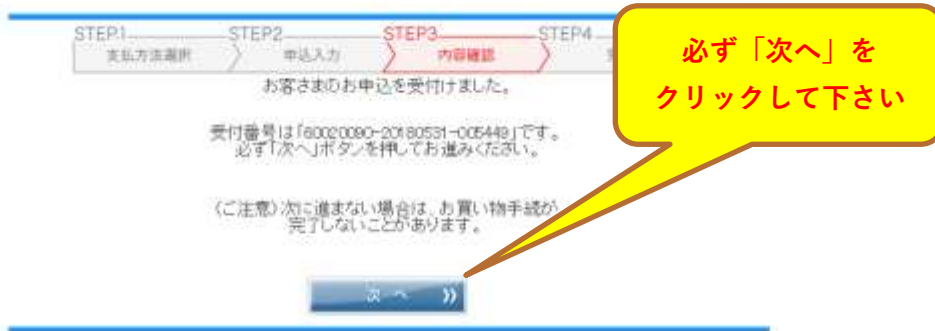 STEP.1
STEP2
STEP3
STEP4
支払方法選択
申込入力
内容確認
必ず「次へ」を
クリックして下さい
お客さまのお申込を受付けました。
受付番号は「60020090-20180531-005449」です。
必ず「次へ」ボタンを押してお進みください。
(ご注意)次に進まない場合は、お買い物手続が
完了しないことがあります。
次 へ